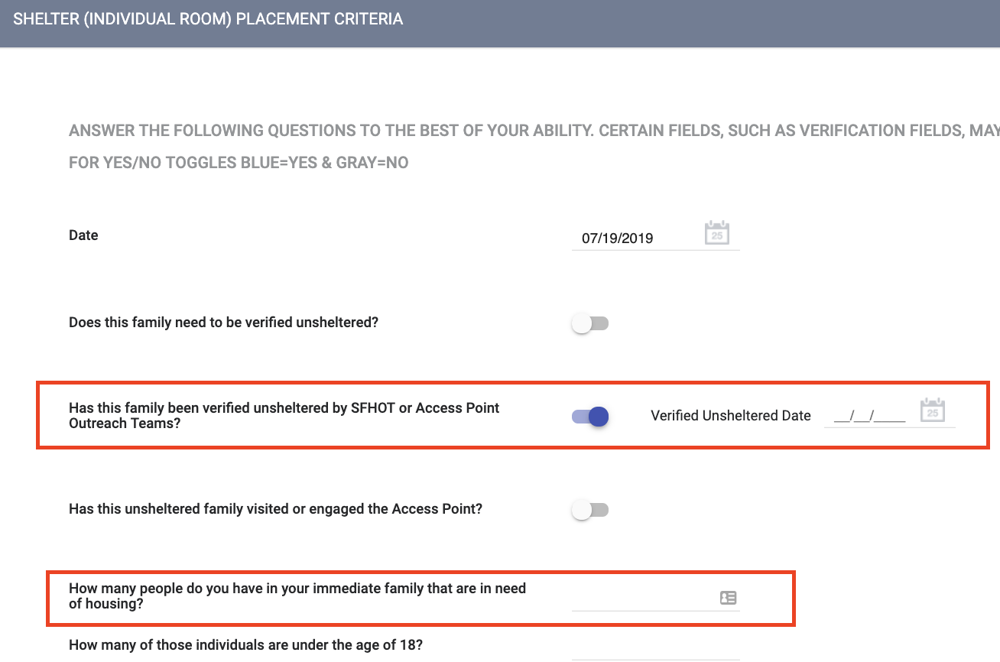 SHELTER (INDIVIDUAL ROOM) PLACEMENT CRITERIA
ANSWER THE FOLLOWING QUESTIONS TO THE BEST OF YOUR ABILITY. CERTAIN FIELDS, SUCH AS VERIFICATION FIELDS, MAY
FOR YES/NO TOGGLES BLUE=YES & GRAY=NO
Date
07/19/2019
25
Does this family need to be verified unsheltered?
Has this family been verified unsheltered by SFHOT or Access Point
Outreach Teams?
Verified Unsheltered Date
__/__/____
25
Has this unsheltered family visited or engaged the Access Point?
How many people do you have in your immediate family that are in need
of housing?
How many of those individuals are under the age of 18?